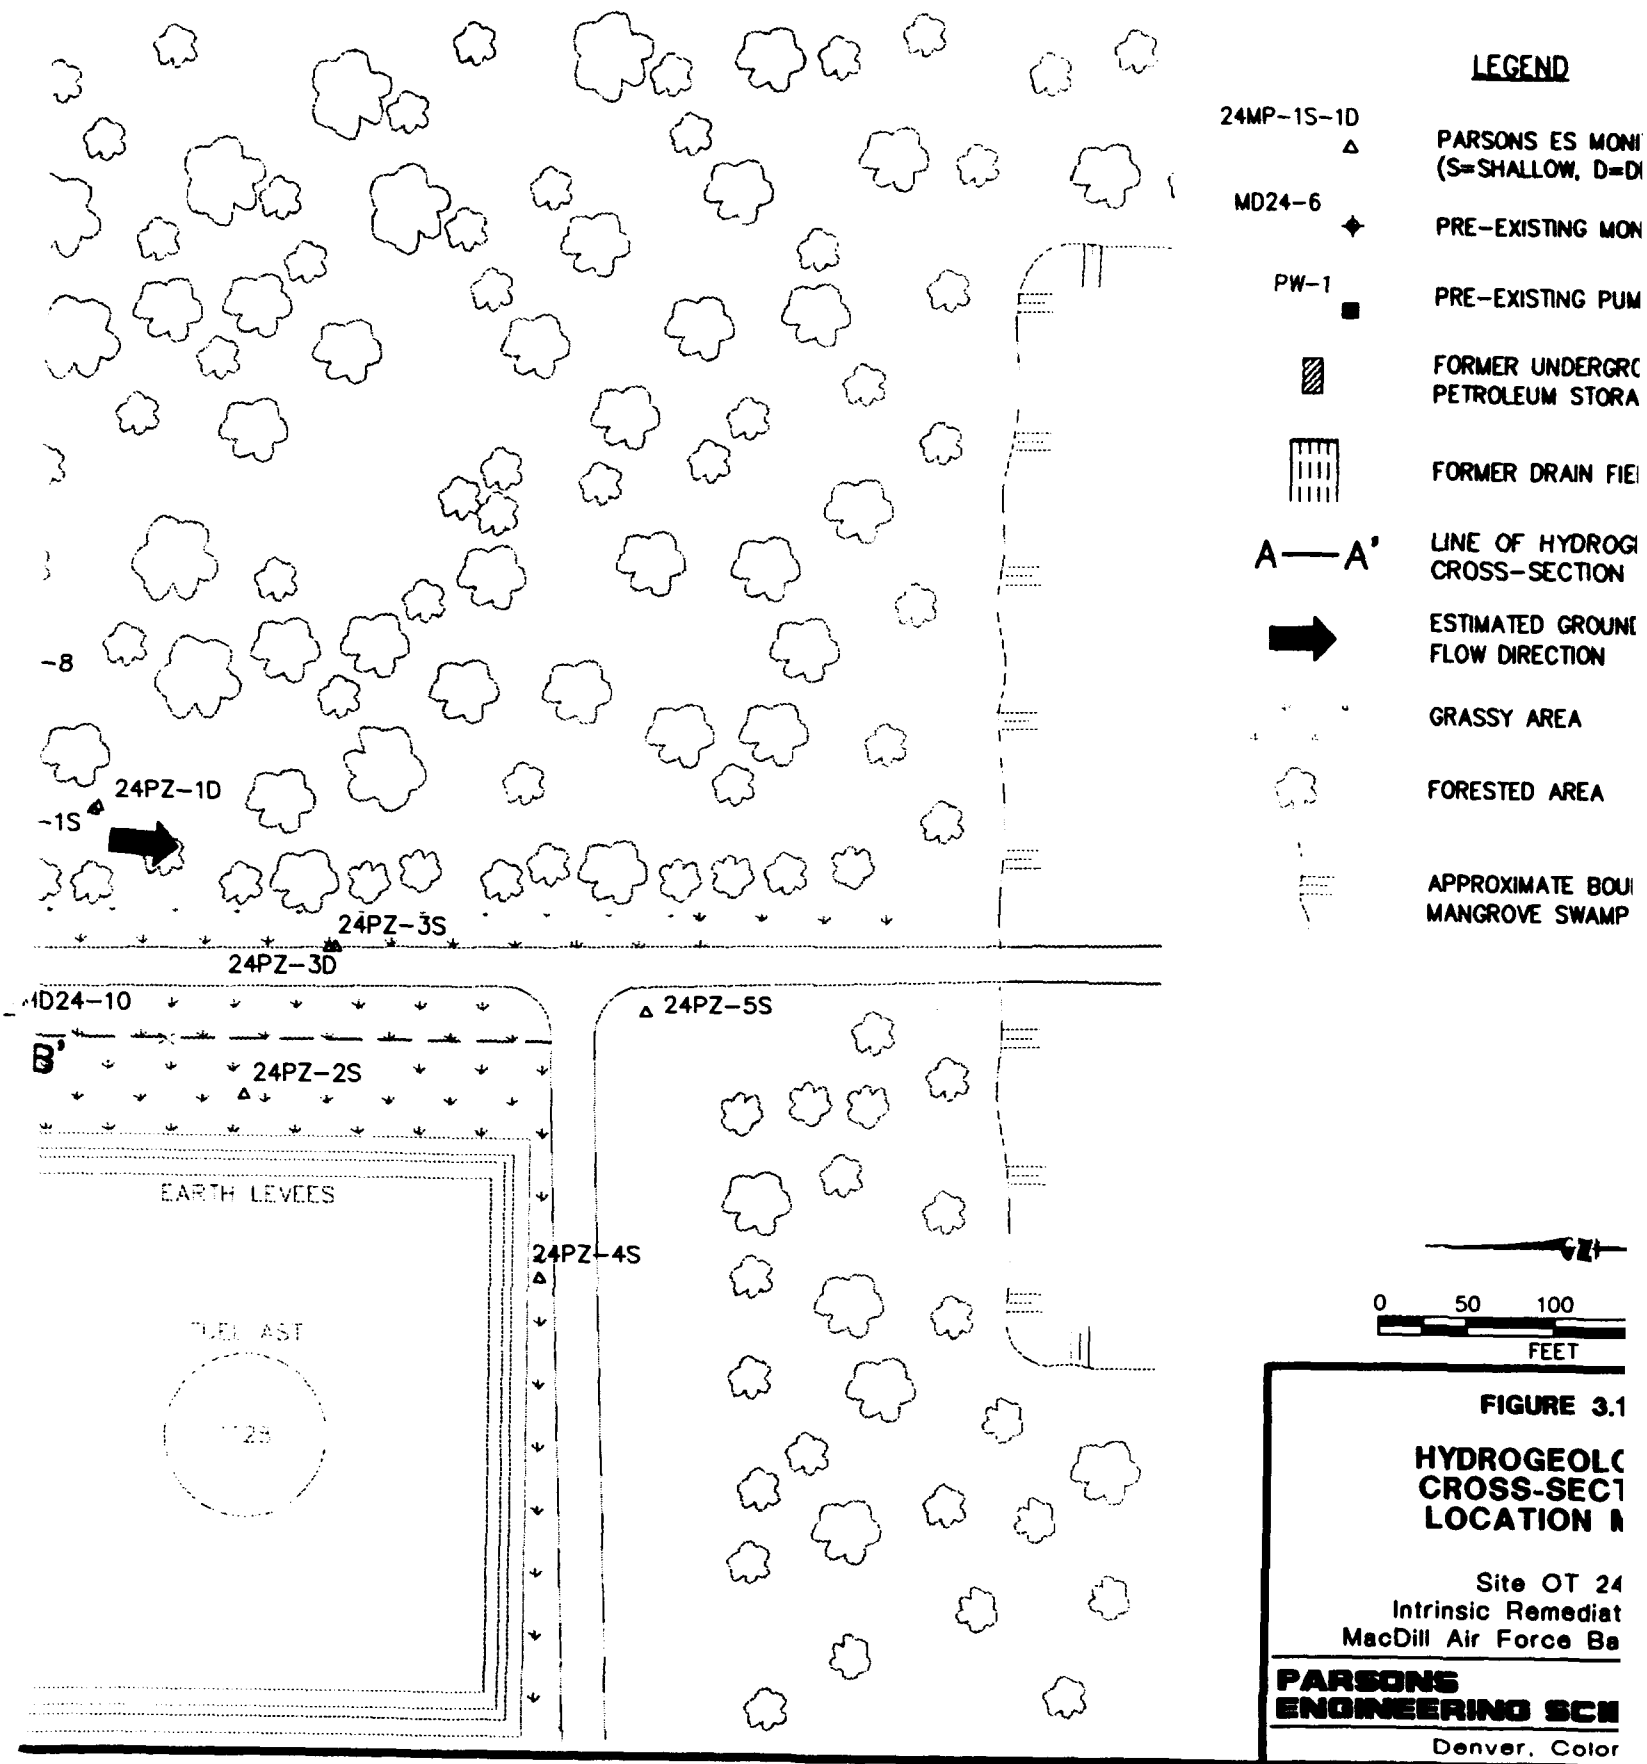 LEGEND
24MP-1S-1D
PARSONS ES MONI
(S=SHALLOW, D=D
MD24-6
PRE-EXISTING MON
PW-1
PRE-EXISTING PUM
FORMER UNDERGRO
PETROLEUM STORA
FORMER DRAIN FIE
A—A'
LINE OF HYDROG
CROSS-SECTION
ESTIMATED GROUND
FLOW DIRECTION
GRASSY AREA
FORESTED AREA
APPROXIMATE BOU
MANGROVE SWAMP
-8
24PZ-1D
-1S
24PZ-3S
24PZ-3D
MD24-10
24PZ-5S
B'
24PZ-2S
EARTH LEVEES
24PZ-4S
FUEL AST
0 50 100
FEET
FIGURE 3.1
HYDROGEOLO
CROSS-SECT
LOCATION M
Site OT 24
Intrinsic Remediat
MacDill Air Force Ba
PARSONS
ENGINEERING SCI
Denver, Color